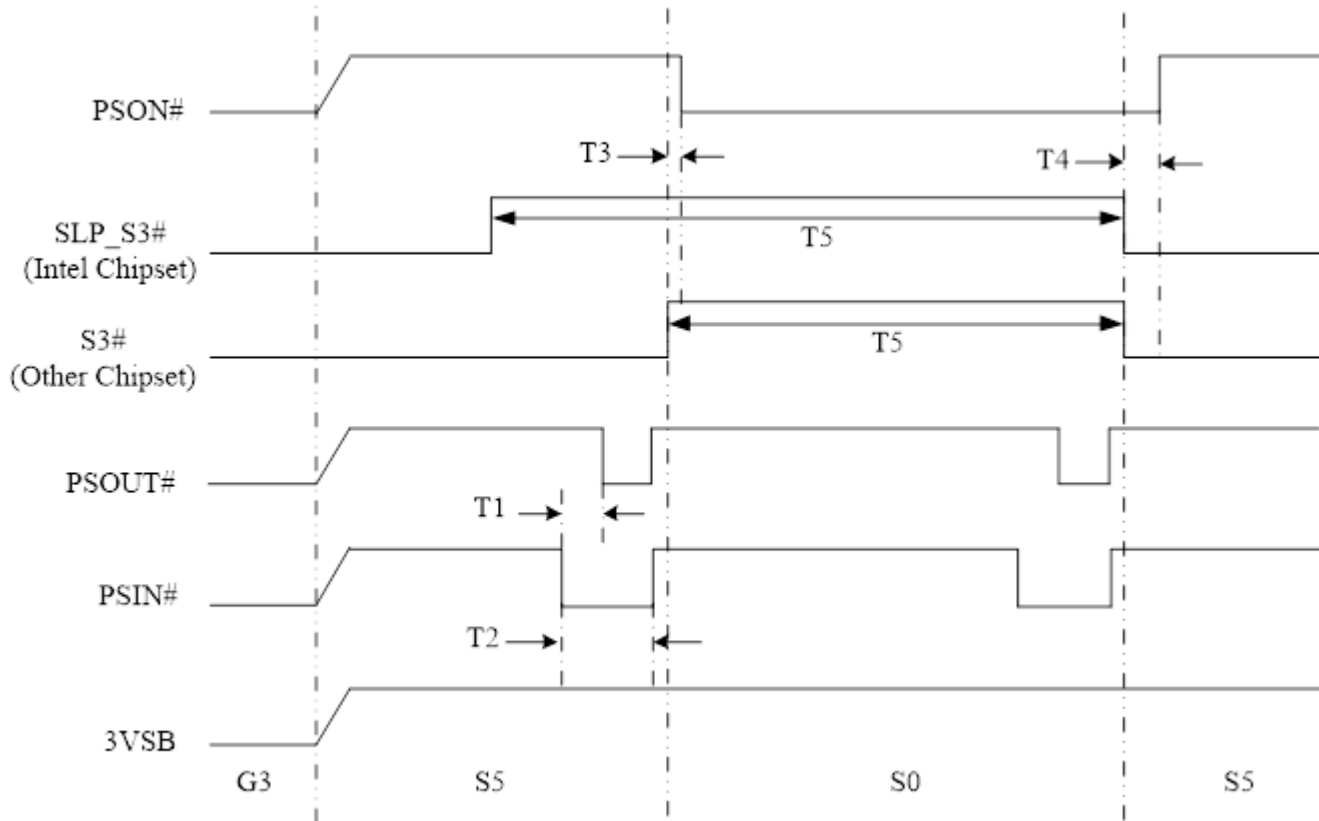 PSON#
T3
T4
SLP_S3#
(Intel Chipset)
T5
S3#
(Other Chipset)
T5
PSOUT#
T1
PSIN#
T2
3VSB
G3
S5
S0
S5